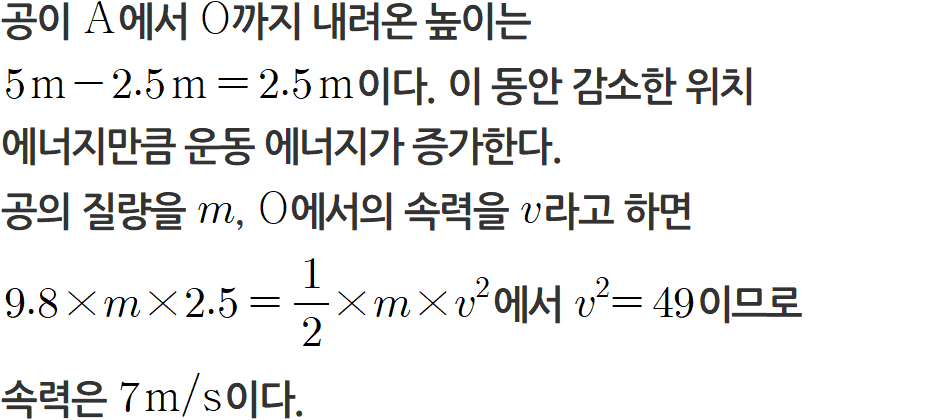 공이 A에서 O까지 내려온 높이는
5m－2.5m＝2.5m이다. 이 동안 감소한 위치
에너지만큼 운동 에너지가 증가한다.
공의 질량을 m, O에서의 속력을 v라고 하면
9.8×m×2.5＝1/2×m×v²에서 v²＝49이므로
속력은 7m/s이다.